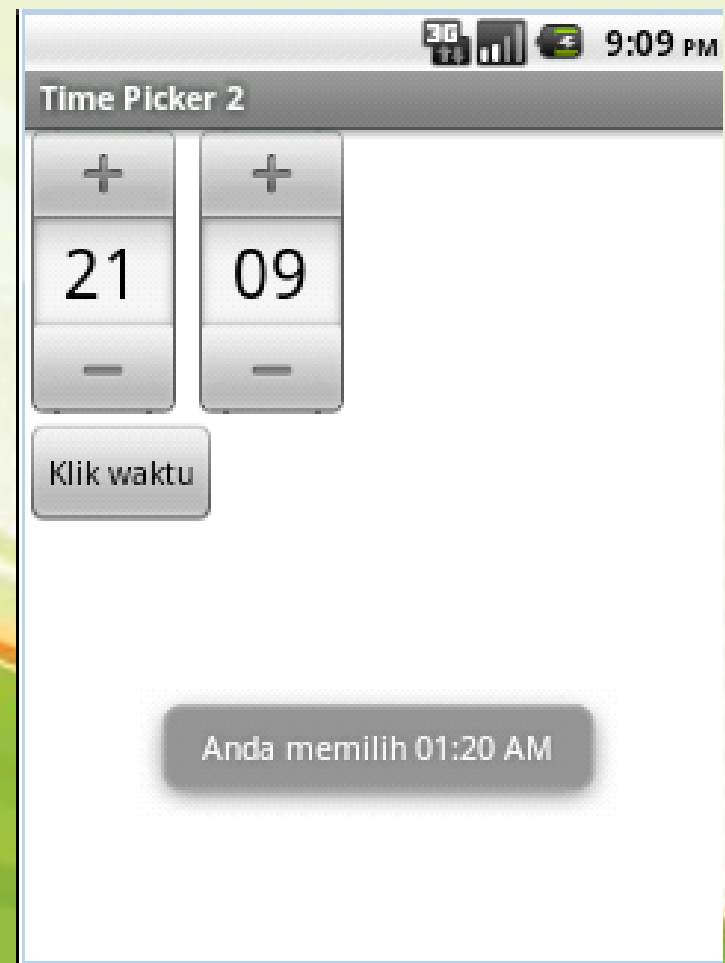 3G 9:09 PM
Time Picker 2
+ +
21 09
− −
Klik waktu
Anda memilih 01:20 AM